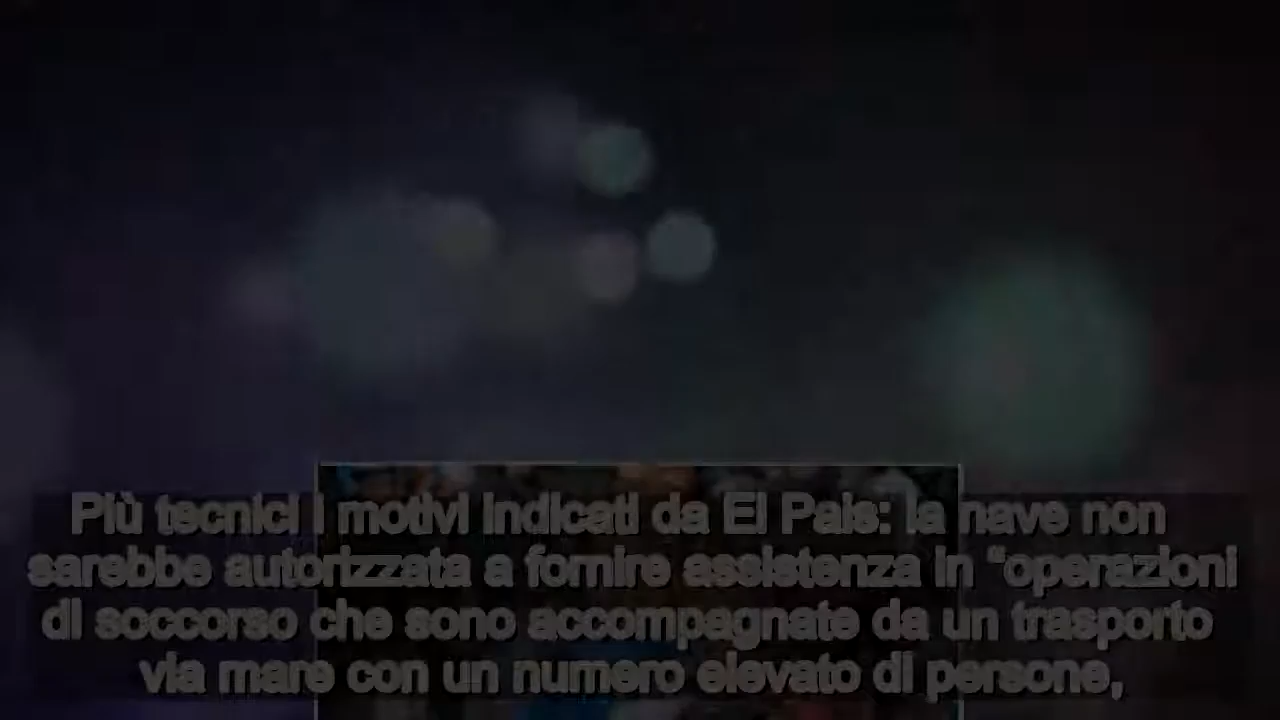 Più tecnici i motivi indicati da El Pais: la nave non
sarebbe autorizzata a fornire assistenza in “operazioni
di soccorso che sono accompagnate da un trasporto
via mare con un numero elevato di persone,